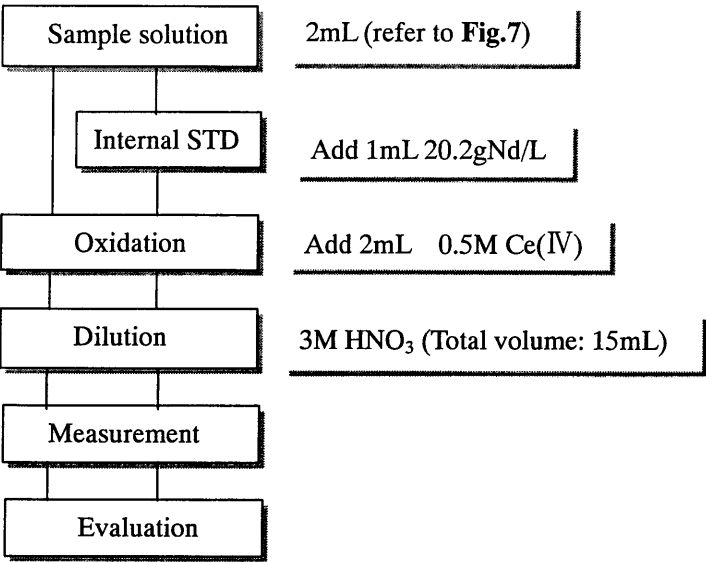 Sample solution
2mL (refer to Fig.7)
Internal STD
Add 1mL 20.2gNd/L
Oxidation
Add 2mL 0.5M Ce(Ⅳ)
Dilution
3M HNO₃ (Total volume: 15mL)
Measurement
Evaluation